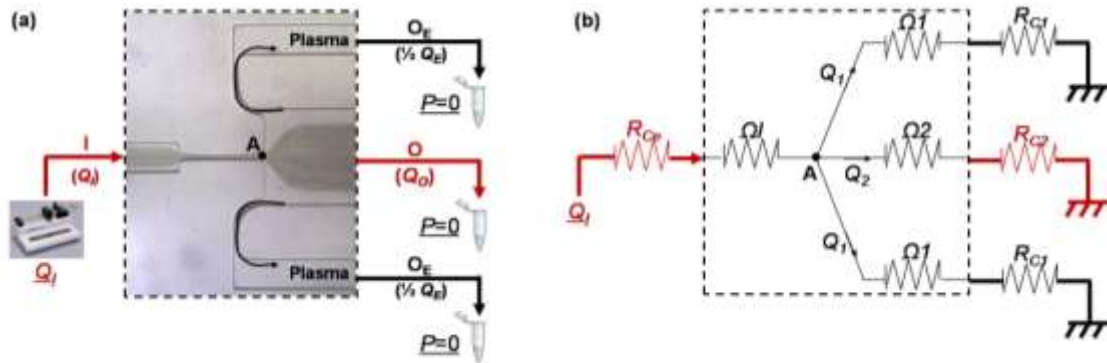 (a)
Plasma
O_E
(½ Q_E)
P=0
I
(Q_I)
A
O
(Q_O)
P=0
Q_I
Plasma
O_E
(½ Q_E)
P=0
(b)
Ω1
R_C1
Q_1
R_Ce
ΩI
A
Q_2
Ω2
R_C2
Q_I
Q_1
Ω1
R_C1